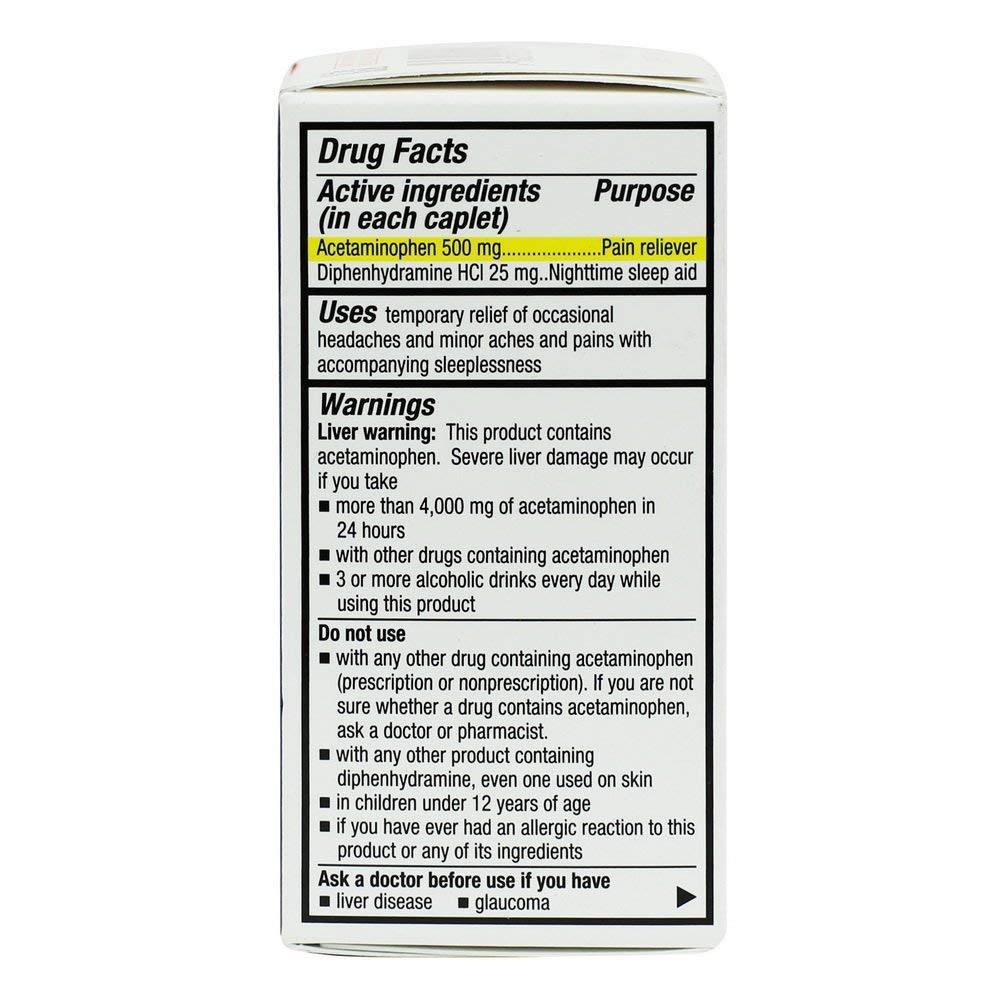 Drug Facts
Active ingredients Purpose
(in each caplet)
Acetaminophen 500 mg....................Pain reliever
Diphenhydramine HCl 25 mg..Nighttime sleep aid
Uses temporary relief of occasional
headaches and minor aches and pains with
accompanying sleeplessness
Warnings
Liver warning: This product contains
acetaminophen. Severe liver damage may occur
if you take
■ more than 4,000 mg of acetaminophen in
24 hours
■ with other drugs containing acetaminophen
■ 3 or more alcoholic drinks every day while
using this product
Do not use
■ with any other drug containing acetaminophen
(prescription or nonprescription). If you are not
sure whether a drug contains acetaminophen,
ask a doctor or pharmacist.
■ with any other product containing
diphenhydramine, even one used on skin
■ in children under 12 years of age
■ if you have ever had an allergic reaction to this
product or any of its ingredients
Ask a doctor before use if you have
■ liver disease ■ glaucoma